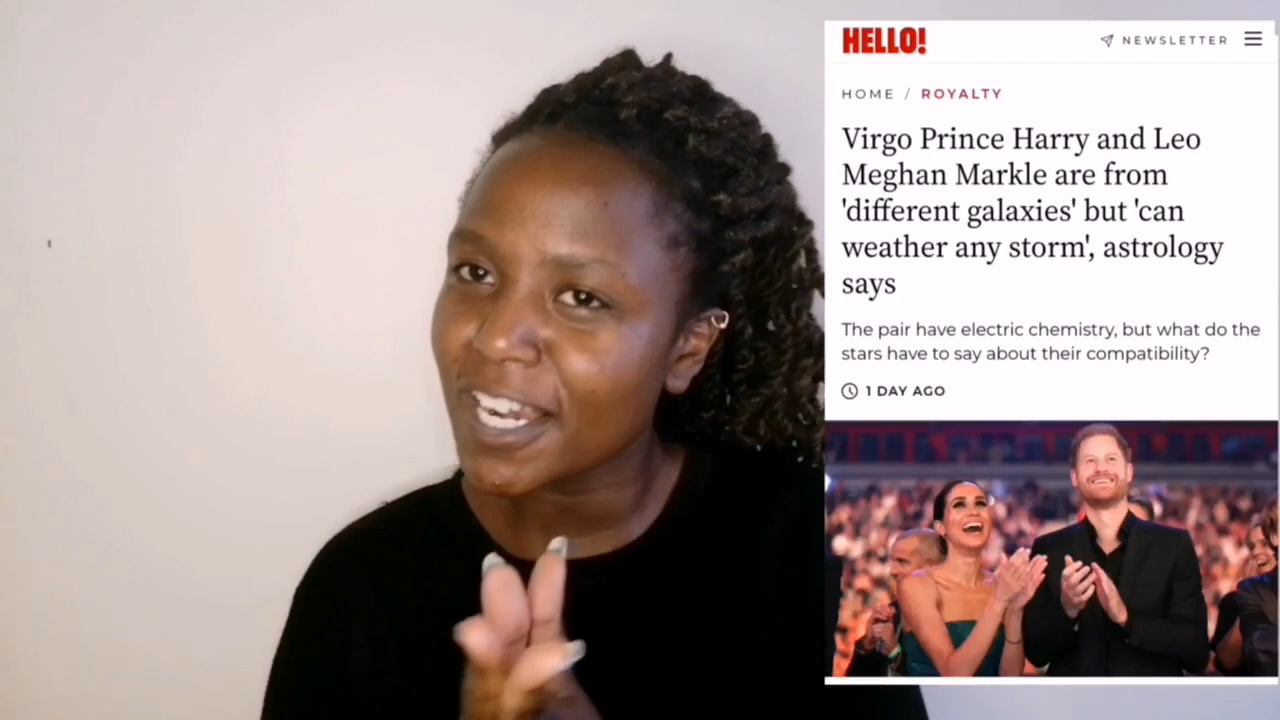 HELLO!
NEWSLETTER
HOME / ROYALTY
Virgo Prince Harry and Leo
Meghan Markle are from
'different galaxies' but 'can
weather any storm', astrology
says
The pair have electric chemistry, but what do the
stars have to say about their compatibility?
1 DAY AGO